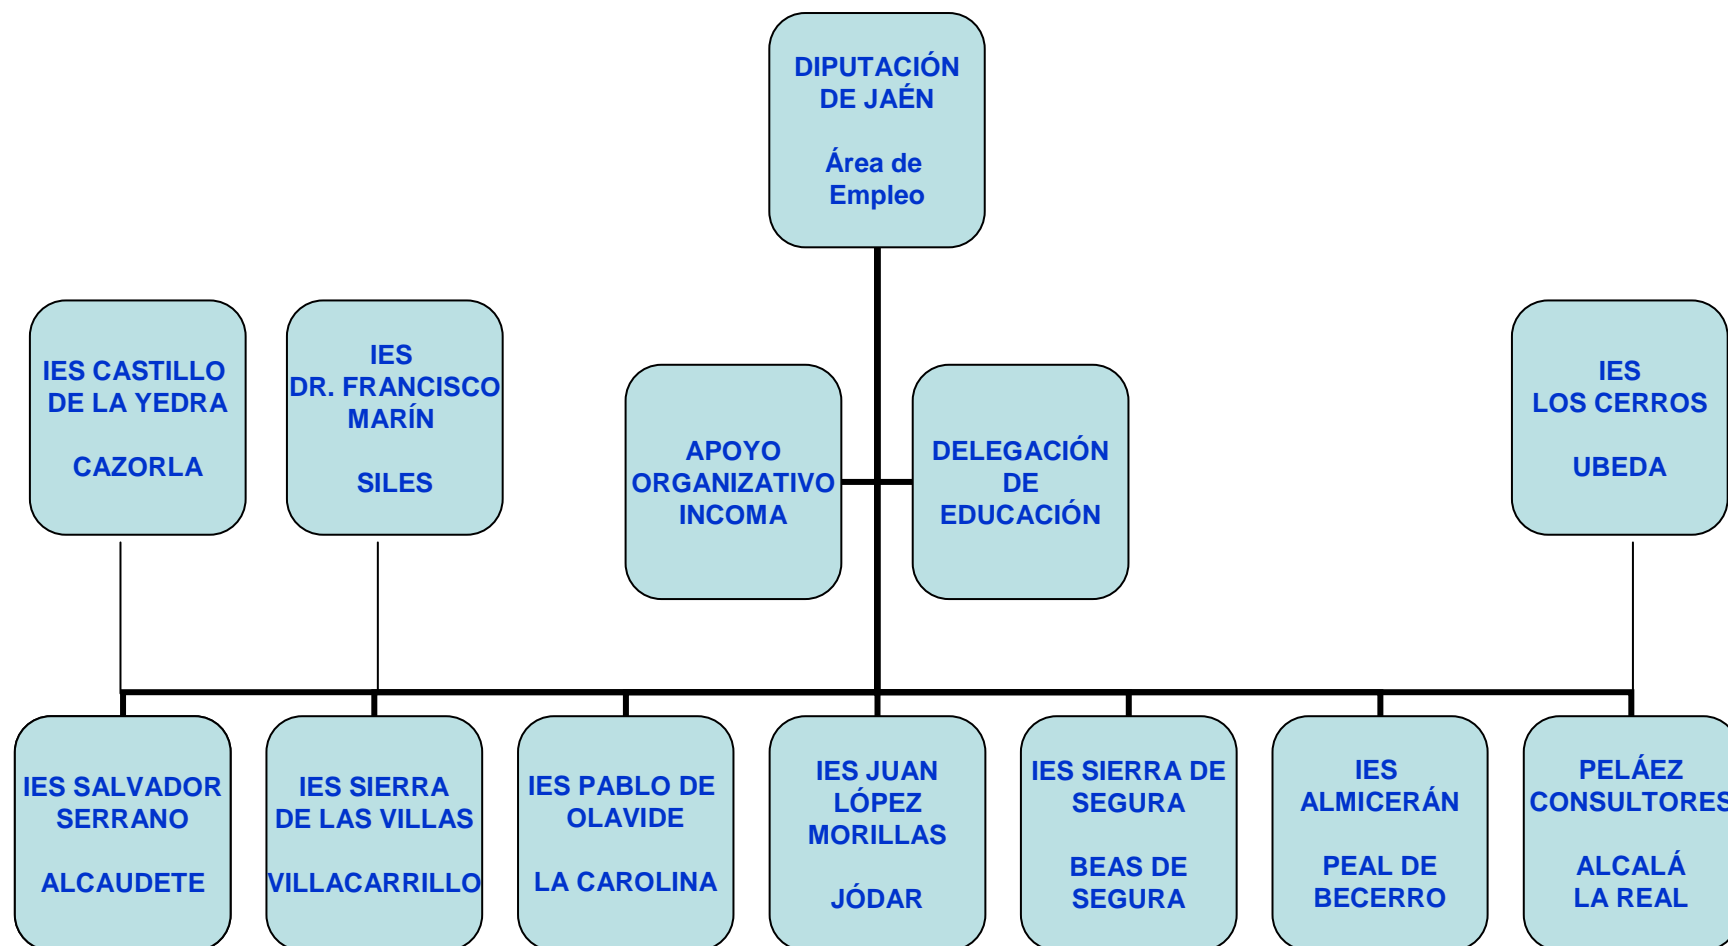 DIPUTACIÓN
DE JAÉN
Área de
Empleo
IES CASTILLO
DE LA YEDRA
CAZORLA
IES
DR. FRANCISCO
MARÍN
SILES
APOYO
ORGANIZATIVO
INCOMA
DELEGACIÓN
DE
EDUCACIÓN
IES
LOS CERROS
UBEDA
IES SALVADOR
SERRANO
ALCAUDETE
IES SIERRA
DE LAS VILLAS
VILLACARRILLO
IES PABLO DE
OLAVIDE
LA CAROLINA
IES JUAN
LÓPEZ
MORILLAS
JÓDAR
IES SIERRA DE
SEGURA
BEAS DE
SEGURA
IES
ALMICERÁN
PEAL DE
BECERRO
PELÁEZ
CONSULTORES
ALCALÁ
LA REAL